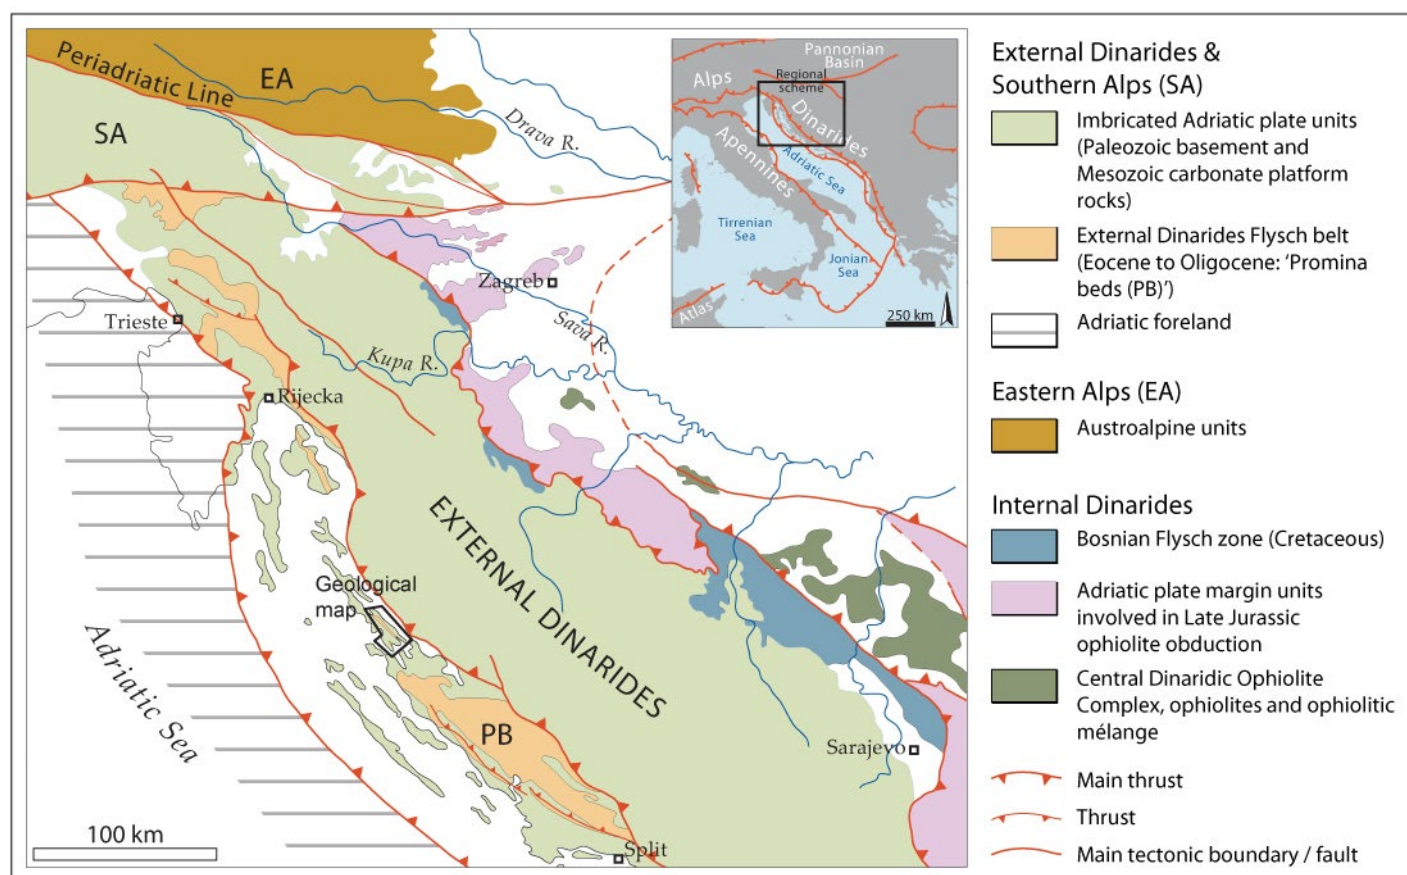 Periadriatic Line
EA
SA
Drava R.
Zagreb
Sava R.
Trieste
Kupa R.
Rijecka
EXTERNAL DINARIDES
Geological
map
Adriatic Sea
PB
Sarajevo
Split
100 km
Alps
Pannonian
Basin
Regional
scheme
Dinarides
Apennines
Adriatic Sea
Tirrenian
Sea
Jonian
Sea
Atlas
250 km
External Dinarides &
Southern Alps (SA)
Imbricated Adriatic plate units
(Paleozoic basement and
Mesozoic carbonate platform
rocks)
External Dinarides Flysch belt
(Eocene to Oligocene: ‘Promina
beds (PB)’)
Adriatic foreland
Eastern Alps (EA)
Austroalpine units
Internal Dinarides
Bosnian Flysch zone (Cretaceous)
Adriatic plate margin units
involved in Late Jurassic
ophiolite obduction
Central Dinaridic Ophiolite
Complex, ophiolites and ophiolitic
mélange
Main thrust
Thrust
Main tectonic boundary / fault